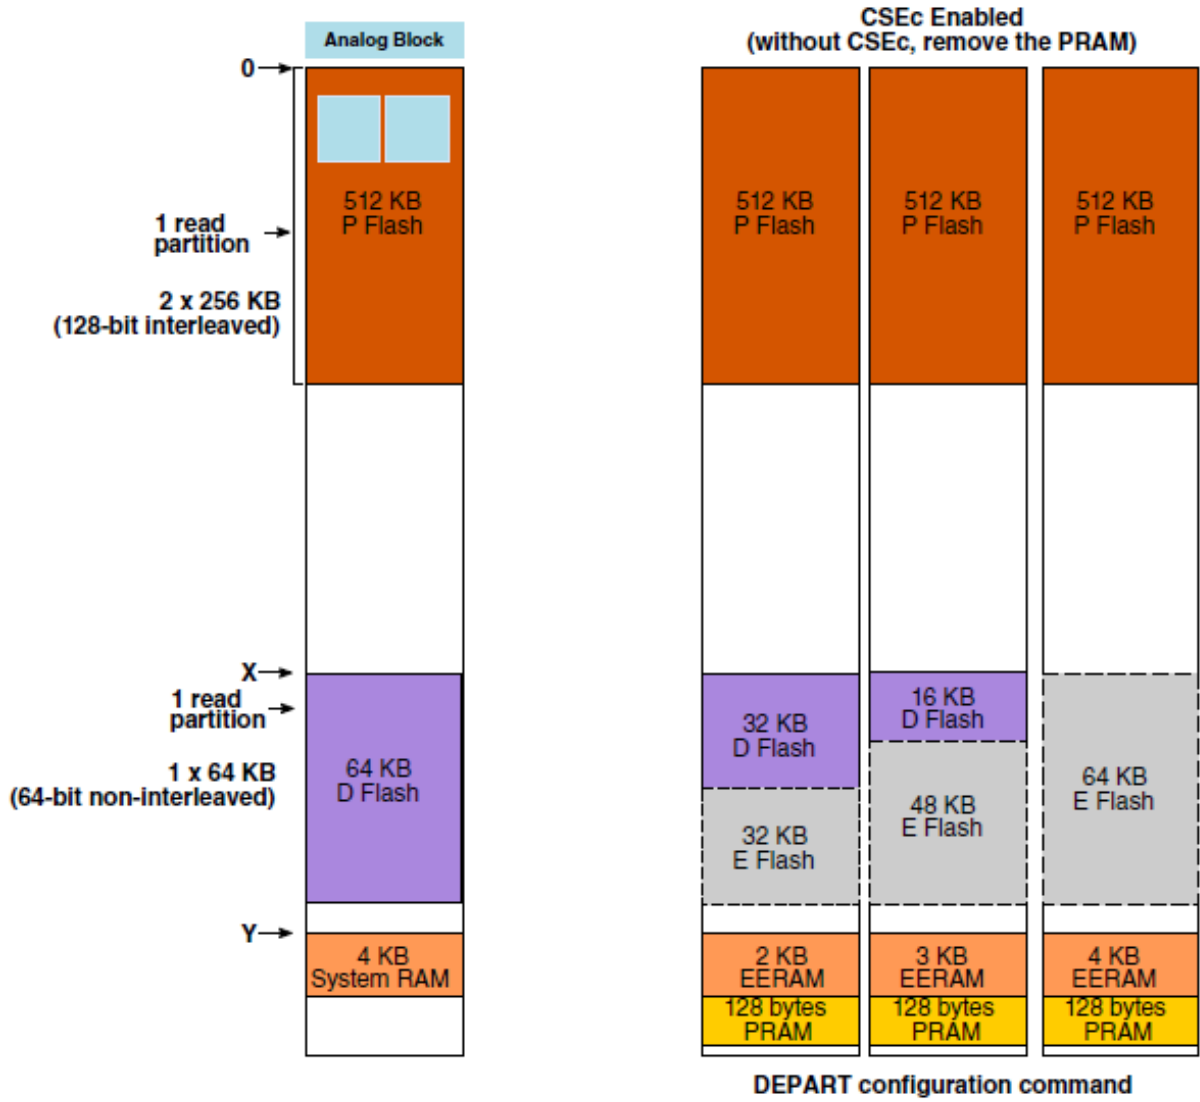 Analog Block
CSEc Enabled
(without CSEc, remove the PRAM)
0
512 KB
P Flash
1 read
partition
2 x 256 KB
(128-bit interleaved)
512 KB
P Flash
512 KB
P Flash
512 KB
P Flash
X
1 read
partition
1 x 64 KB
(64-bit non-interleaved)
64 KB
D Flash
32 KB
D Flash
32 KB
E Flash
16 KB
D Flash
48 KB
E Flash
64 KB
E Flash
Y
4 KB
System RAM
2 KB
EERAM
128 bytes
PRAM
3 KB
EERAM
128 bytes
PRAM
4 KB
EERAM
128 bytes
PRAM
DEPART configuration command